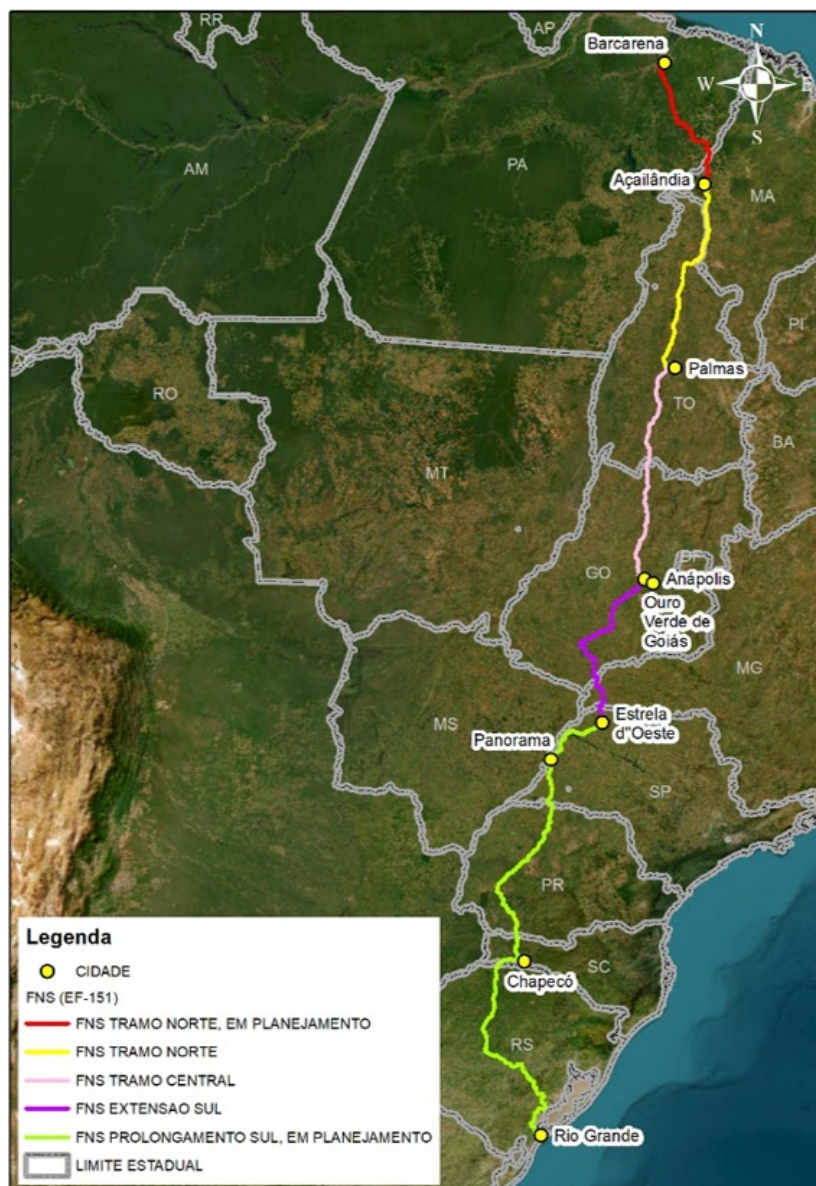 RR
AP
Barcarena
N
W
E
S
AM
PA
Açailândia
MA
PI
Palmas
TO
RO
BA
MT
DF
GO
Anápolis
Ouro
Verde de
Goiás
MG
MS
Estrela
d"Oeste
Panorama
SP
PR
Chapecó
SC
RS
Rio Grande
Legenda
CIDADE
FNS (EF-151)
FNS TRAMO NORTE, EM PLANEJAMENTO
FNS TRAMO NORTE
FNS TRAMO CENTRAL
FNS EXTENSAO SUL
FNS PROLONGAMENTO SUL, EM PLANEJAMENTO
LIMITE ESTADUAL